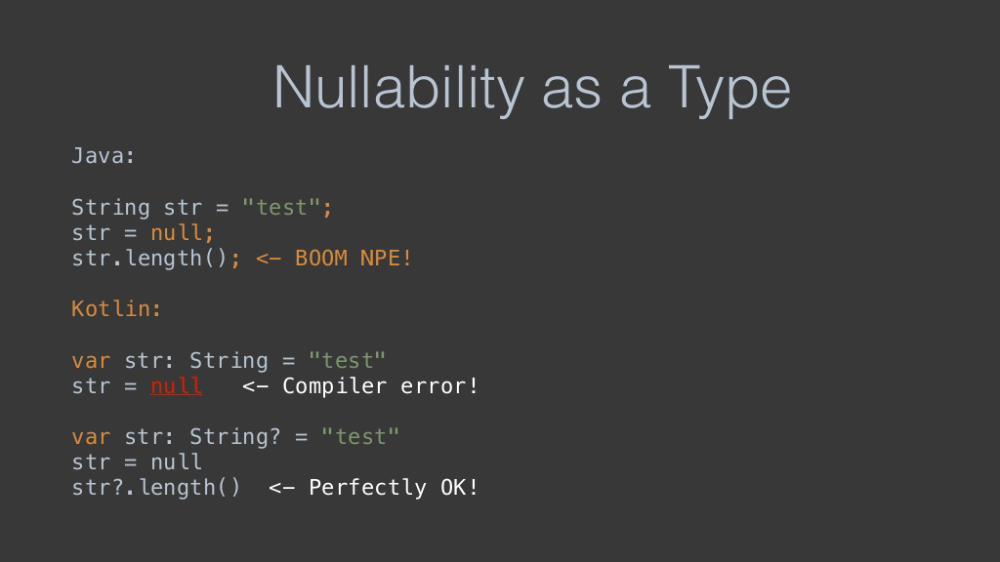 Nullability as a Type
Java:
String str = "test";
str = null;
str.length(); <- BOOM NPE!
Kotlin:
var str: String = "test"
str = null   <- Compiler error!
var str: String? = "test"
str = null
str?.length()  <- Perfectly OK!